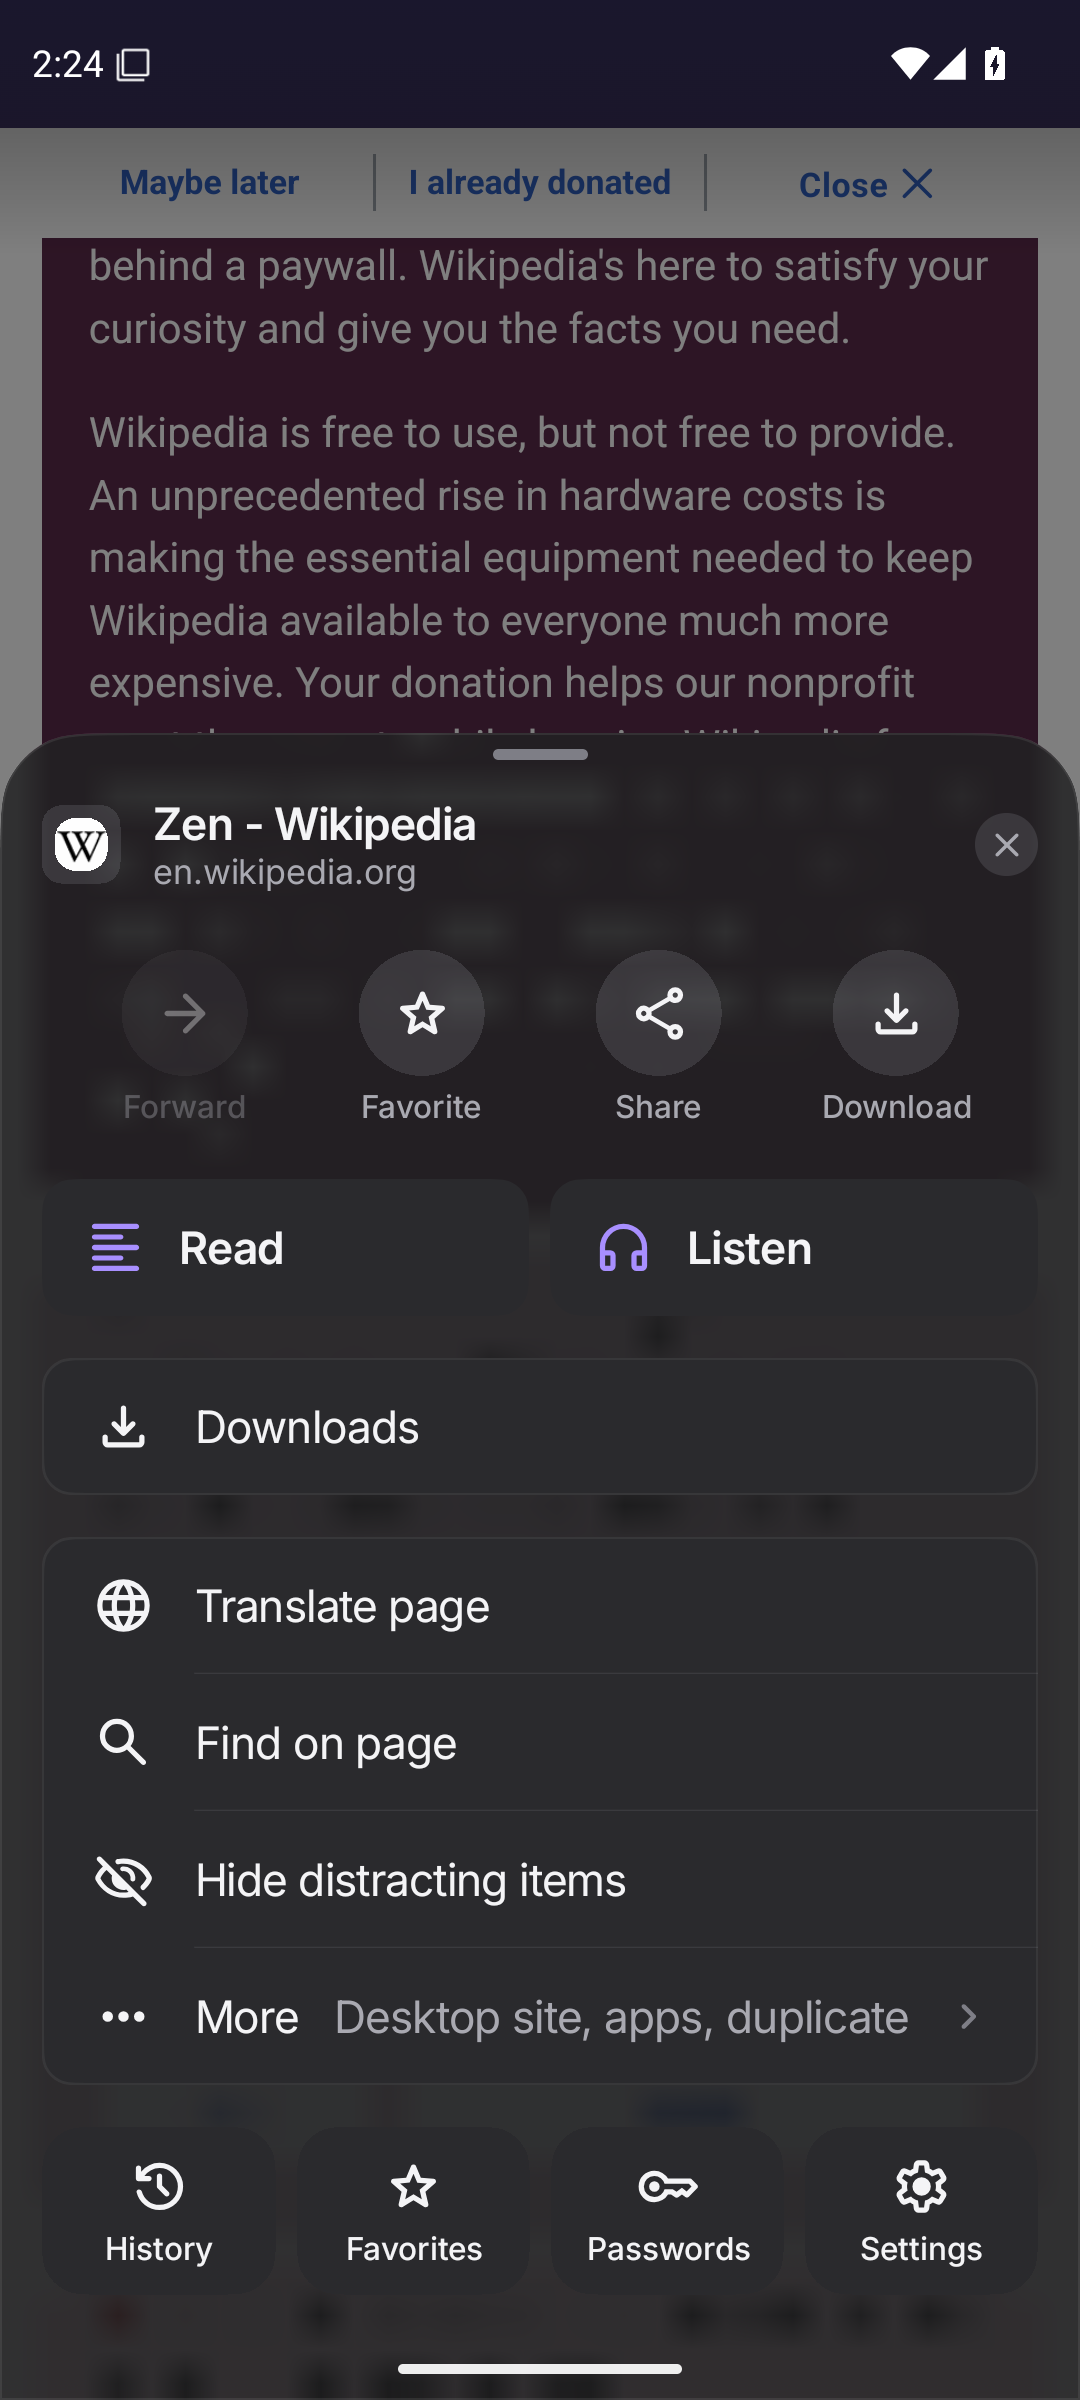 2:24
Maybe later
I already donated
Close
behind a paywall. Wikipedia's here to satisfy your
curiosity and give you the facts you need.
Wikipedia is free to use, but not free to provide.
An unprecedented rise in hardware costs is
making the essential equipment needed to keep
Wikipedia available to everyone much more
expensive. Your donation helps our nonprofit
W
Zen - Wikipedia
en.wikipedia.org
Forward
Favorite
Share
Download
Read
Listen
Downloads
Translate page
Find on page
Hide distracting items
More Desktop site, apps, duplicate
History
Favorites
Passwords
Settings